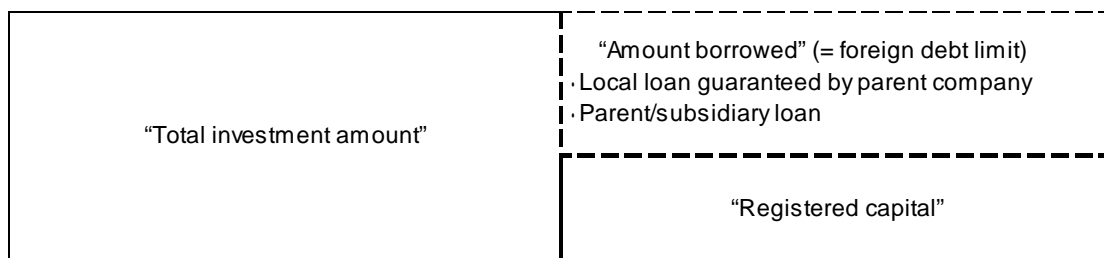 “Total investment amount”
“Amount borrowed” (= foreign debt limit)
·Local loan guaranteed by parent company
·Parent/subsidiary loan
“Registered capital”